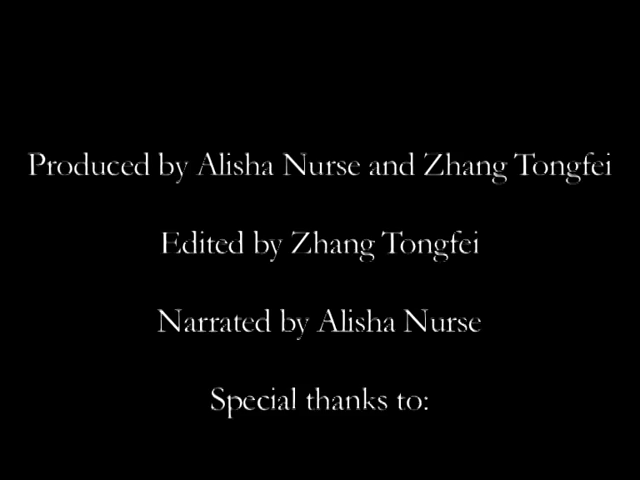 Produced by Alisha Nurse and Zhang Tongfei
Edited by Zhang Tongfei
Narrated by Alisha Nurse
Special thanks to: